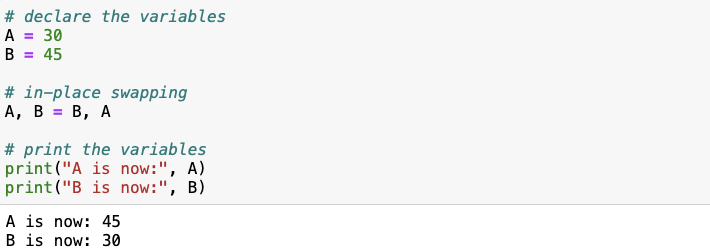 # declare the variables
A = 30
B = 45
# in-place swapping
A, B = B, A
# print the variables
print("A is now:", A)
print("B is now:", B)
A is now: 45
B is now: 30